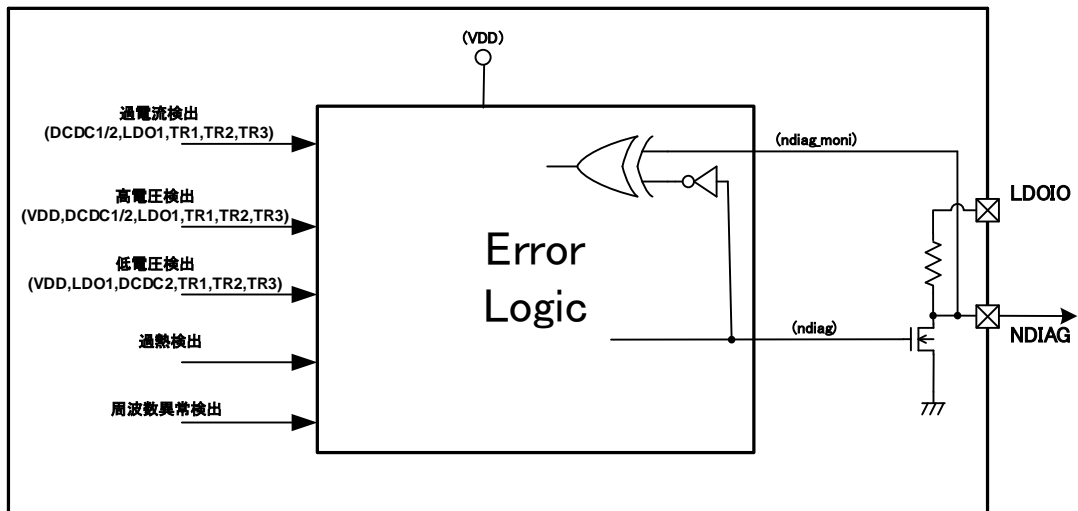 (VDD)
過電流検出
(DCDC1/2,LDO1,TR1,TR2,TR3)
高電圧検出
(VDD,DCDC1/2,LDO1,TR1,TR2,TR3)
低電圧検出
(VDD,LDO1,DCDC2,TR1,TR2,TR3)
過熱検出
周波数異常検出
Error
Logic
(ndiag_moni)
(ndiag)
LDOIO
NDIAG